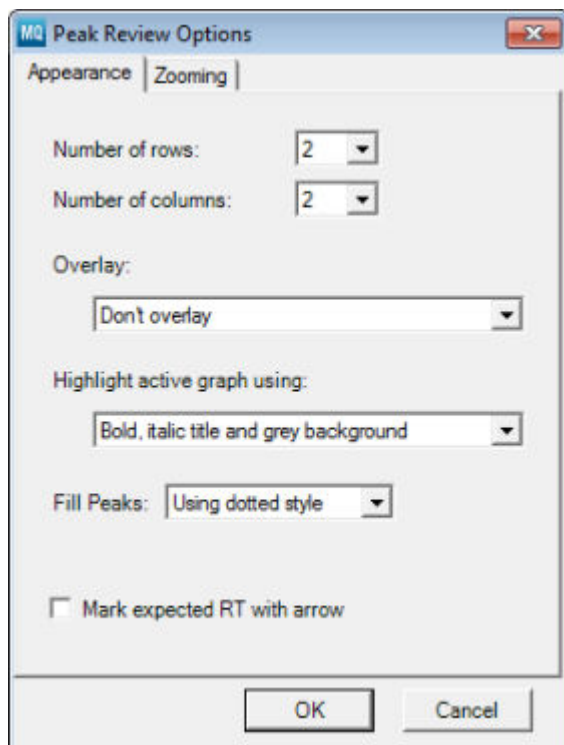 MQ Peak Review Options
Appearance Zooming
Number of rows: 2
Number of columns: 2
Overlay:
Don't overlay
Highlight active graph using:
Bold, italic title and grey background
Fill Peaks: Using dotted style
Mark expected RT with arrow
OK Cancel